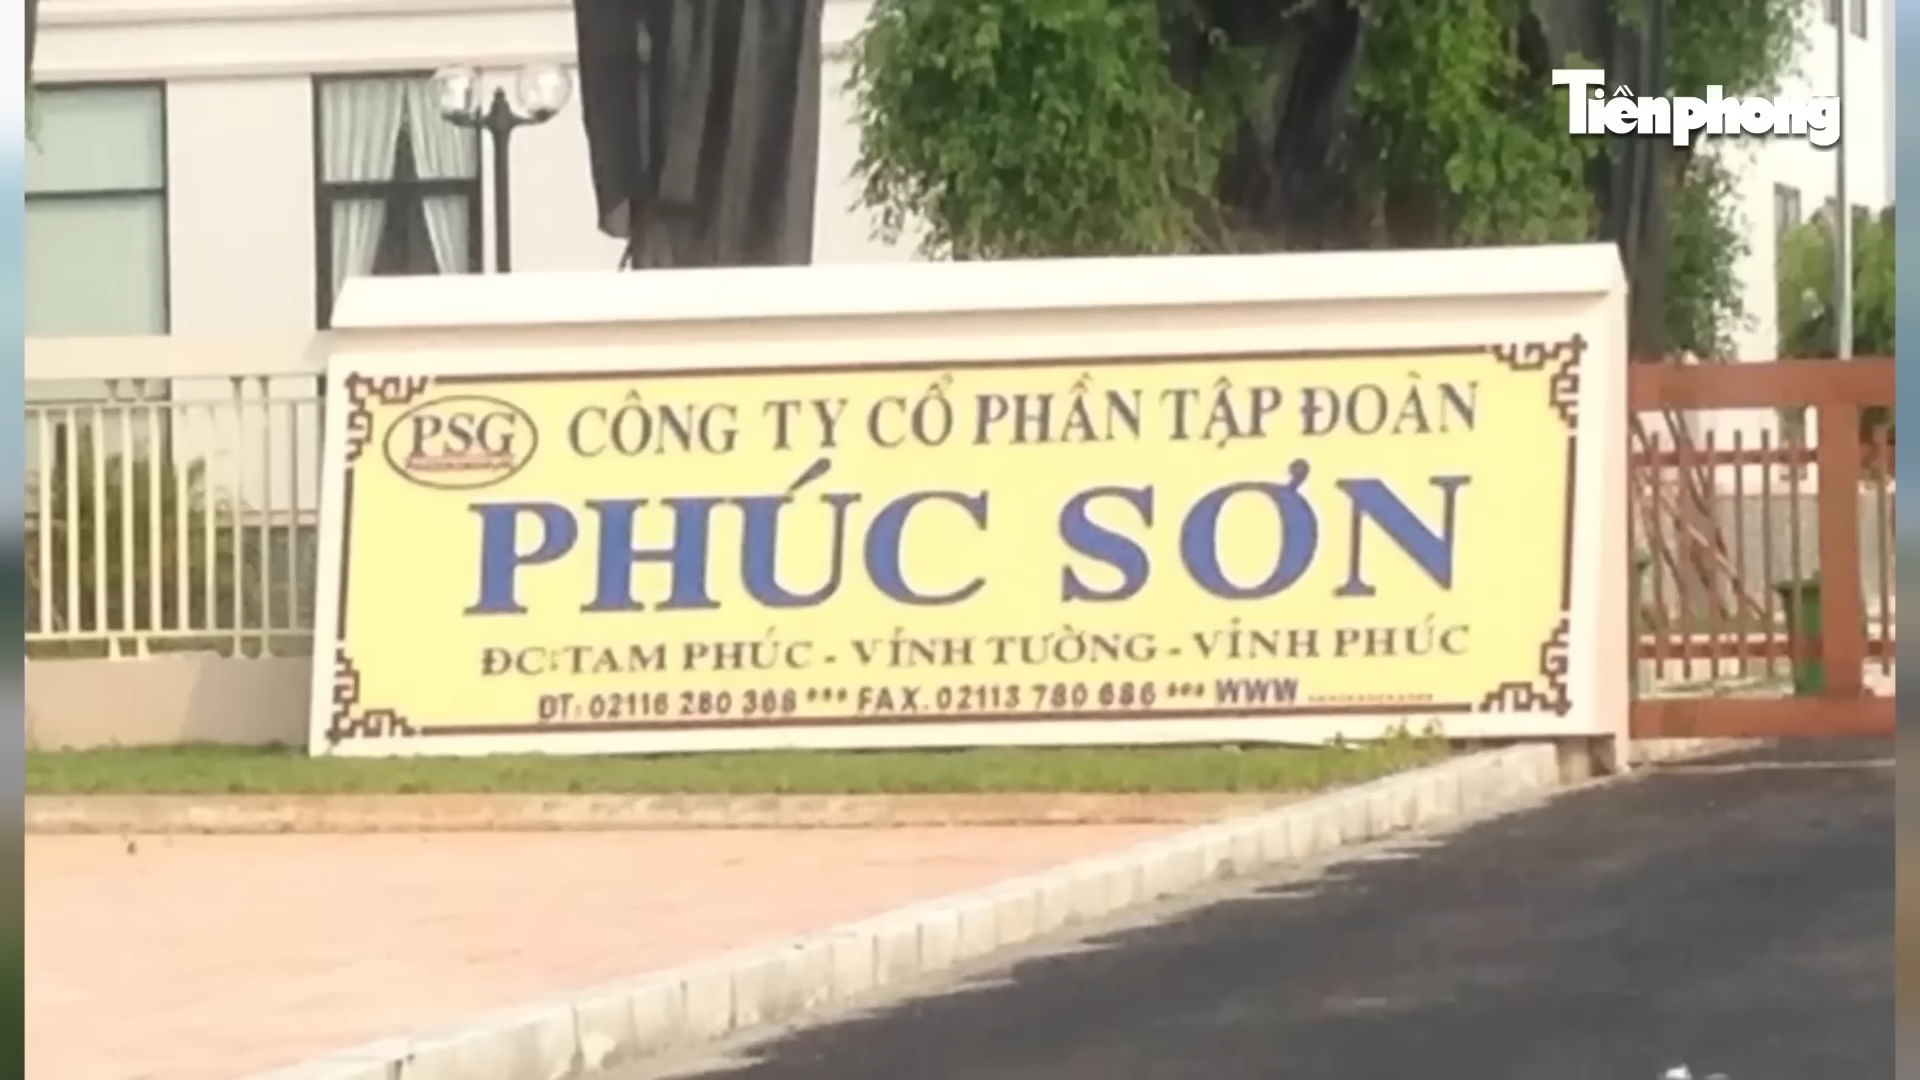 Tiềnphong
PSG
CÔNG TY CỔ PHẦN TẬP ĐOÀN
PHÚC SƠN
ĐC: TAM PHÚC - VĨNH TƯỜNG - VĨNH PHÚC
ĐT: 02116 280 368 *** FAX. 02113 780 686 *** WWW ..............